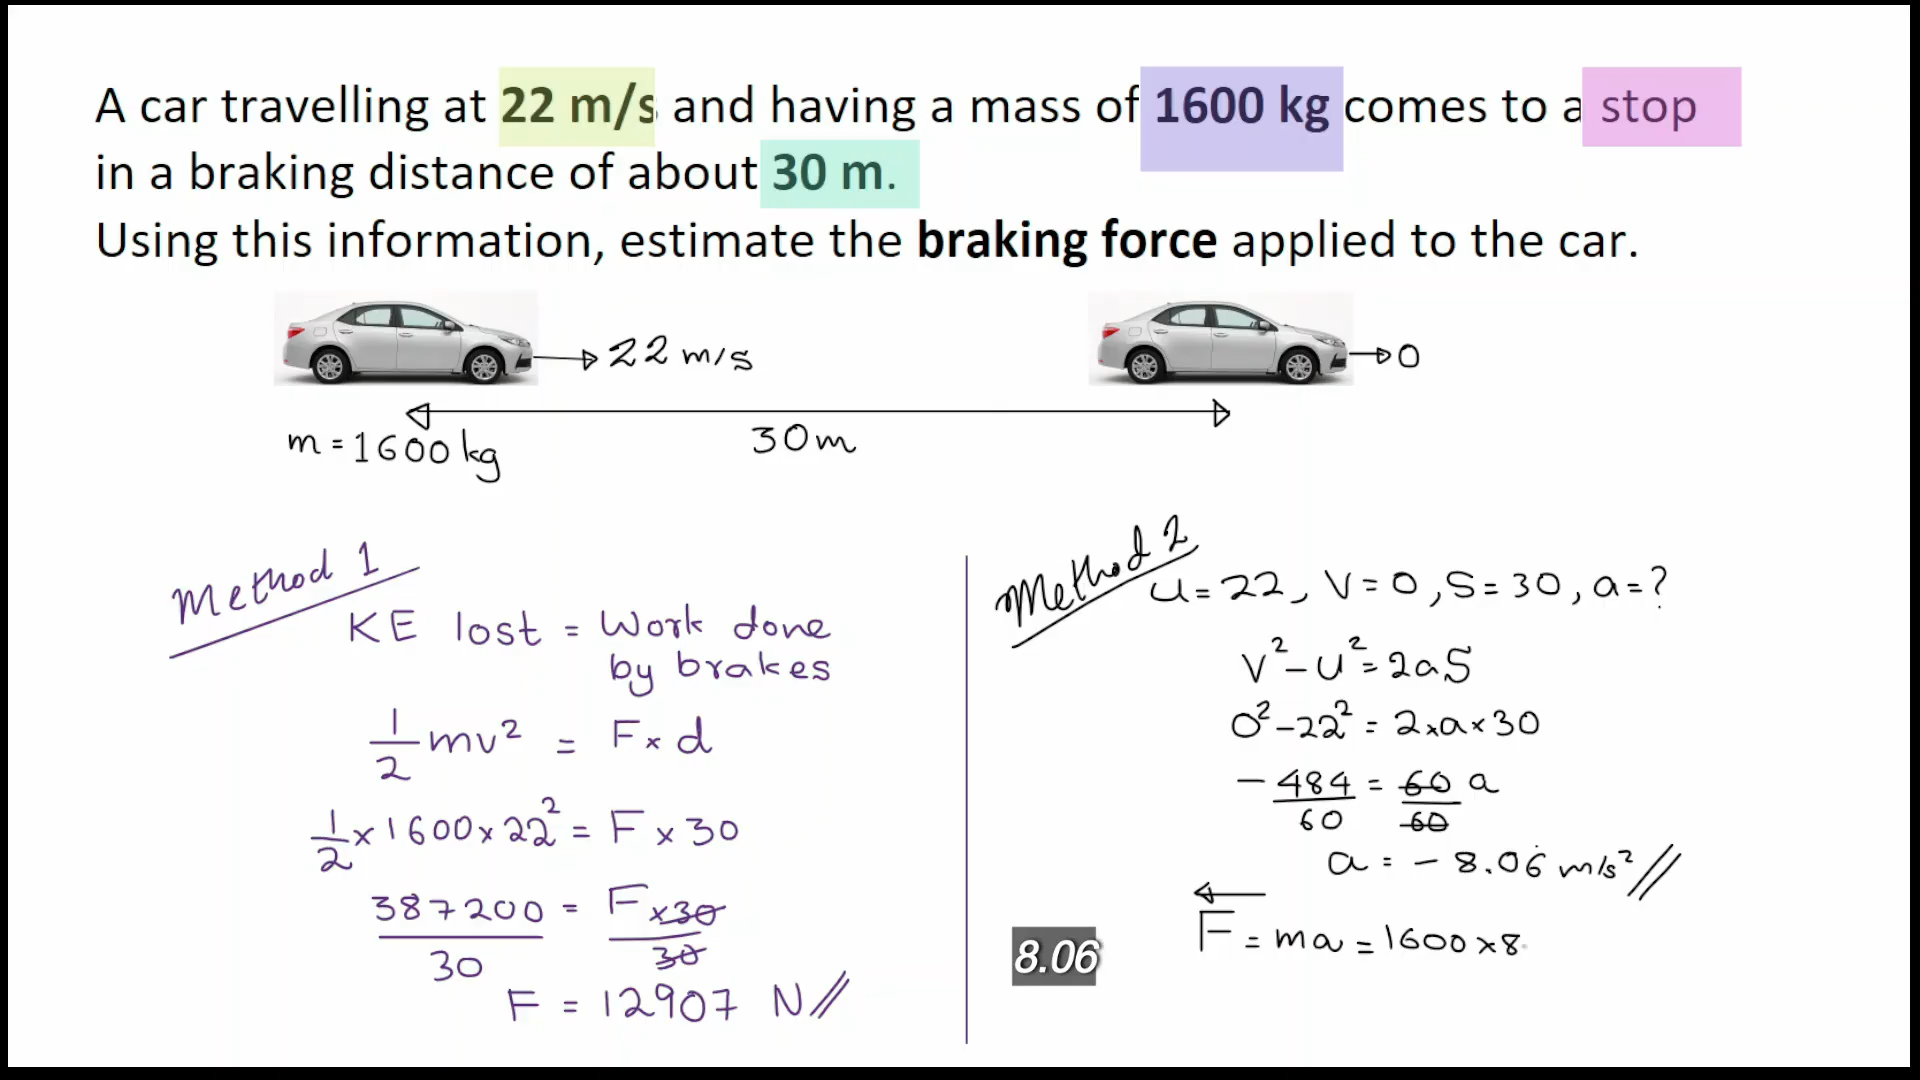 A car travelling at 22 m/s and having a mass of 1600 kg comes to a stop
in a braking distance of about 30 m.
Using this information, estimate the braking force applied to the car.
22 m/s
0
m = 1600 kg
30m
Method 1
KE lost = Work done
by brakes
1/2 mv² = F × d
1/2 × 1600 × 22² = F × 30
387200/30 = F × 30/30
F = 12907 N//
Method 2
U = 22, V = 0, S = 30, a = ?
V² - U² = 2aS
0² - 22² = 2 × a × 30
- 484/60 = 60/60 a
a = - 8.06 m/s² //
F = ma = 1600 × 8
8.06